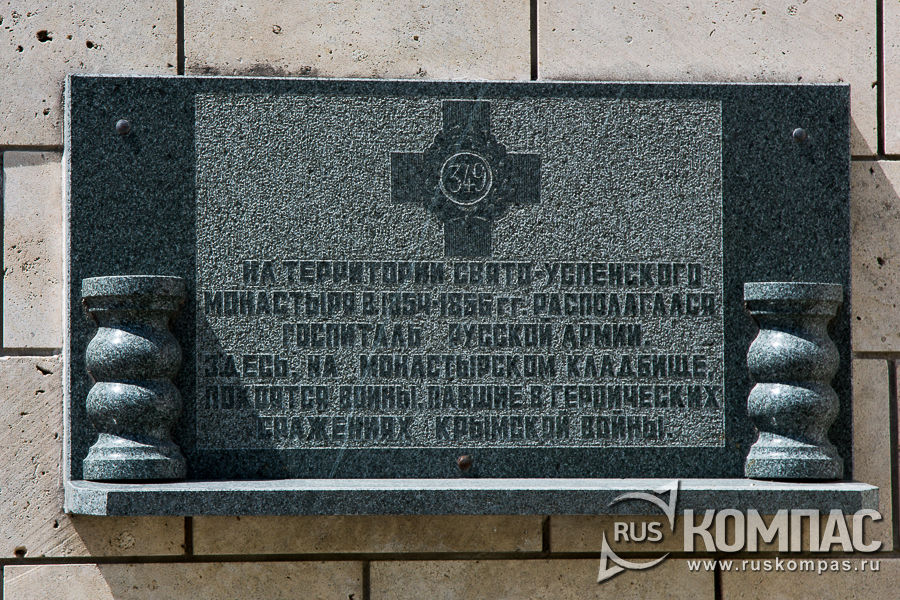 349
НА ТЕРРИТОРИИ СВЯТО-УСПЕНСКОГО
МОНАСТЫРЯ В 1854-1856 ГГ. РАСПОЛАГАЛСЯ
ГОСПИТАЛЬ РУССКОЙ АРМИИ.
ЗДЕСЬ, НА МОНАСТЫРСКОМ КЛАДБИЩЕ,
ПОКОЯТСЯ ВОИНЫ, ПАВШИЕ В ГЕРОИЧЕСКИХ
СРАЖЕНИЯХ КРЫМСКОЙ ВОЙНЫ.
RUS КОМПАС®
www.ruskompas.ru